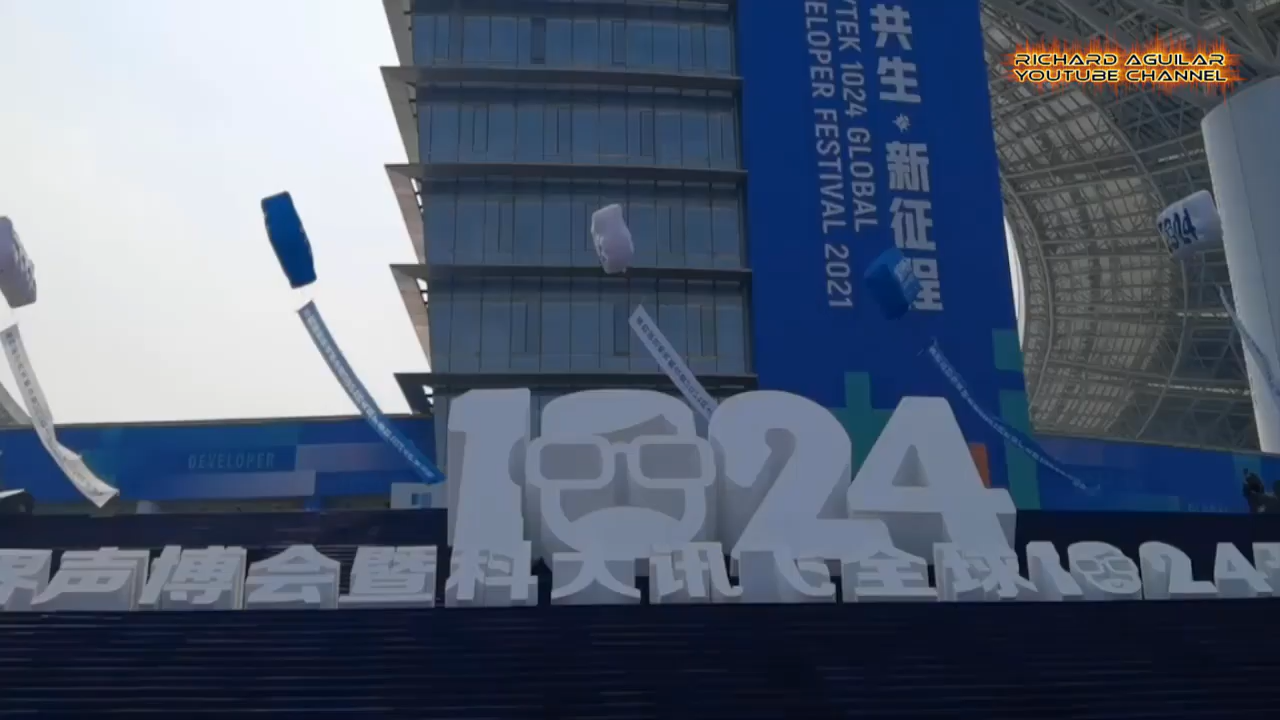 RICHARD AGUILAR
YOUTUBE CHANNEL
共生 新征程
YTEK 1024 GLOBAL
ELOPER FESTIVAL 2021
1024
DEVELOPER
1024
界声博会暨科大讯飞全球1024